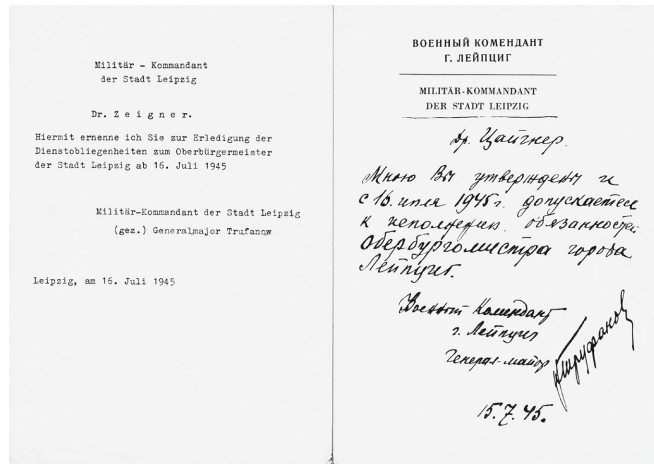 Militär - Kommandant
der Stadt Leipzig
Dr. Z e i g n e r.
Hiermit ernenne ich Sie zur Erledigung der
Dienstobliegenheiten zum Oberbürgermeister
der Stadt Leipzig ab 16. Juli 1945
Militär-Kommandant der Stadt Leipzig
(gez.) Generalmajor Trufanow
Leipzig, am 16. Juli 1945
ВОЕННЫЙ КОМЕНДАНТ
Г. ЛЕЙПЦИГ
MILITÄR-KOMMANDANT
DER STADT LEIPZIG
Др. Цайгнер.
Мною Вы утверждены и
с 16 июля 1945 г. допускаетесь
к исполнению обязанностей
Обербургомистра города
Лейпциг.
Военный Комендант
г. Лейпциг
Генерал-майор
Труфанов
15.7.45.